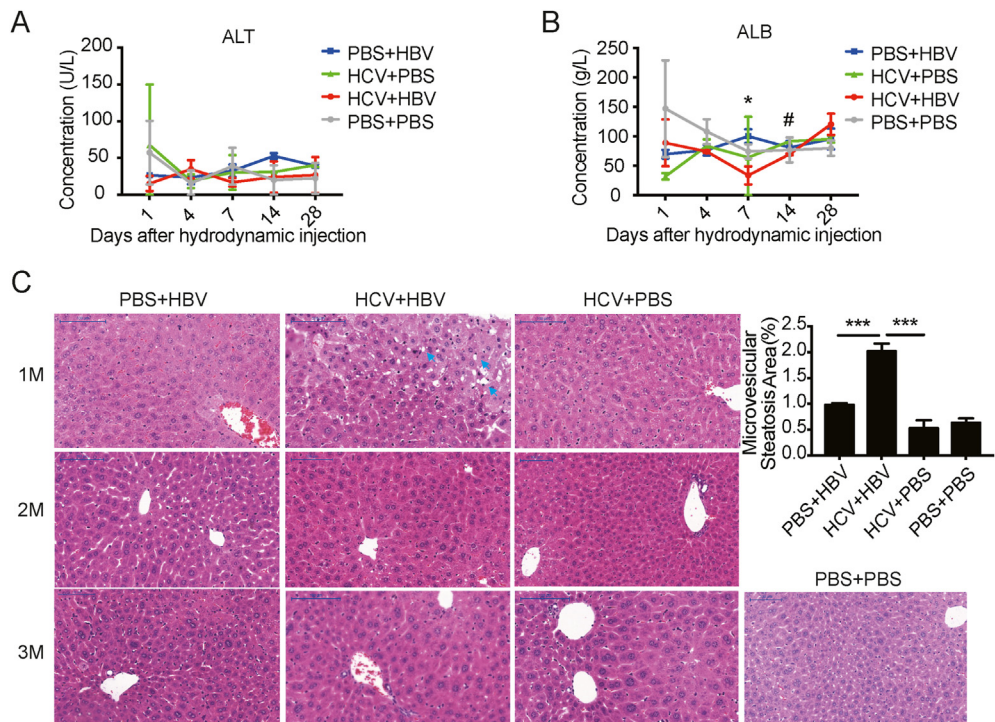 A
ALT
Concentration (U/L)
200
150
100
50
0
1
4
7
14
28
Days after hydrodynamic injection
PBS+HBV
HCV+PBS
HCV+HBV
PBS+PBS
B
ALB
Concentration (g/L)
250
200
150
100
50
0
*
#
1
4
7
14
28
Days after hydrodynamic injection
PBS+HBV
HCV+PBS
HCV+HBV
PBS+PBS
C
PBS+HBV
HCV+HBV
HCV+PBS
1M
2M
3M
Microvesicular
Steatosis Area(%)
2.5
2.0
1.5
1.0
0.5
0.0
***
***
PBS+HBV
HCV+HBV
HCV+PBS
PBS+PBS
PBS+PBS